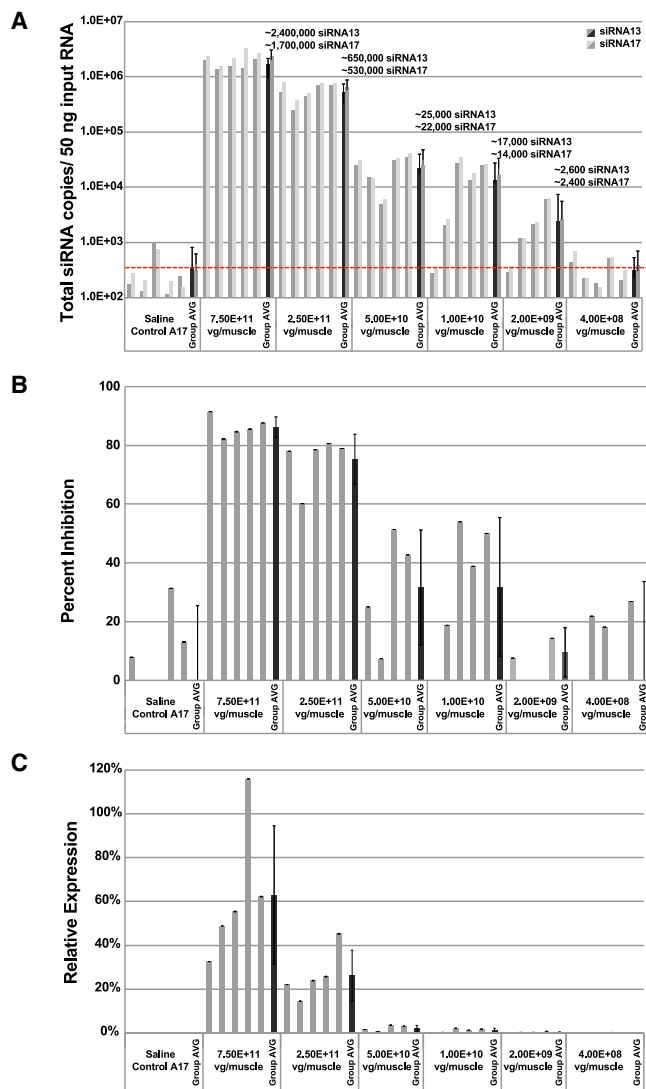 A
Total siRNA copies/ 50 ng input RNA
1.0E+07
1.0E+06
1.0E+05
1.0E+04
1.0E+03
1.0E+02
~2,400,000 siRNA13
~1,700,000 siRNA17
~650,000 siRNA13
~530,000 siRNA17
~25,000 siRNA13
~22,000 siRNA17
~17,000 siRNA13
~14,000 siRNA17
~2,600 siRNA13
~2,400 siRNA17
siRNA13
siRNA17
Saline
Control A17
Group AVG
7.50E+11
vg/muscle
Group AVG
2.50E+11
vg/muscle
Group AVG
5.00E+10
vg/muscle
Group AVG
1.00E+10
vg/muscle
Group AVG
2.00E+09
vg/muscle
Group AVG
4.00E+08
vg/muscle
Group AVG
B
Percent Inhibition
100
80
60
40
20
0
Saline
Control A17
Group AVG
7.50E+11
vg/muscle
Group AVG
2.50E+11
vg/muscle
Group AVG
5.00E+10
vg/muscle
Group AVG
1.00E+10
vg/muscle
Group AVG
2.00E+09
vg/muscle
Group AVG
4.00E+08
vg/muscle
Group AVG
C
Relative Expression
120%
100%
80%
60%
40%
20%
0%
Saline
Control A17
Group AVG
7.50E+11
vg/muscle
Group AVG
2.50E+11
vg/muscle
Group AVG
5.00E+10
vg/muscle
Group AVG
1.00E+10
vg/muscle
Group AVG
2.00E+09
vg/muscle
Group AVG
4.00E+08
vg/muscle
Group AVG